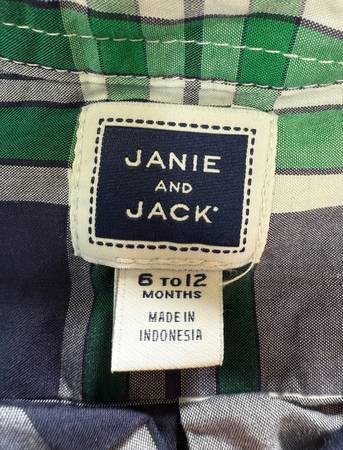 JANIE
AND
JACK®
6 TO 12
MONTHS
MADE IN
INDONESIA